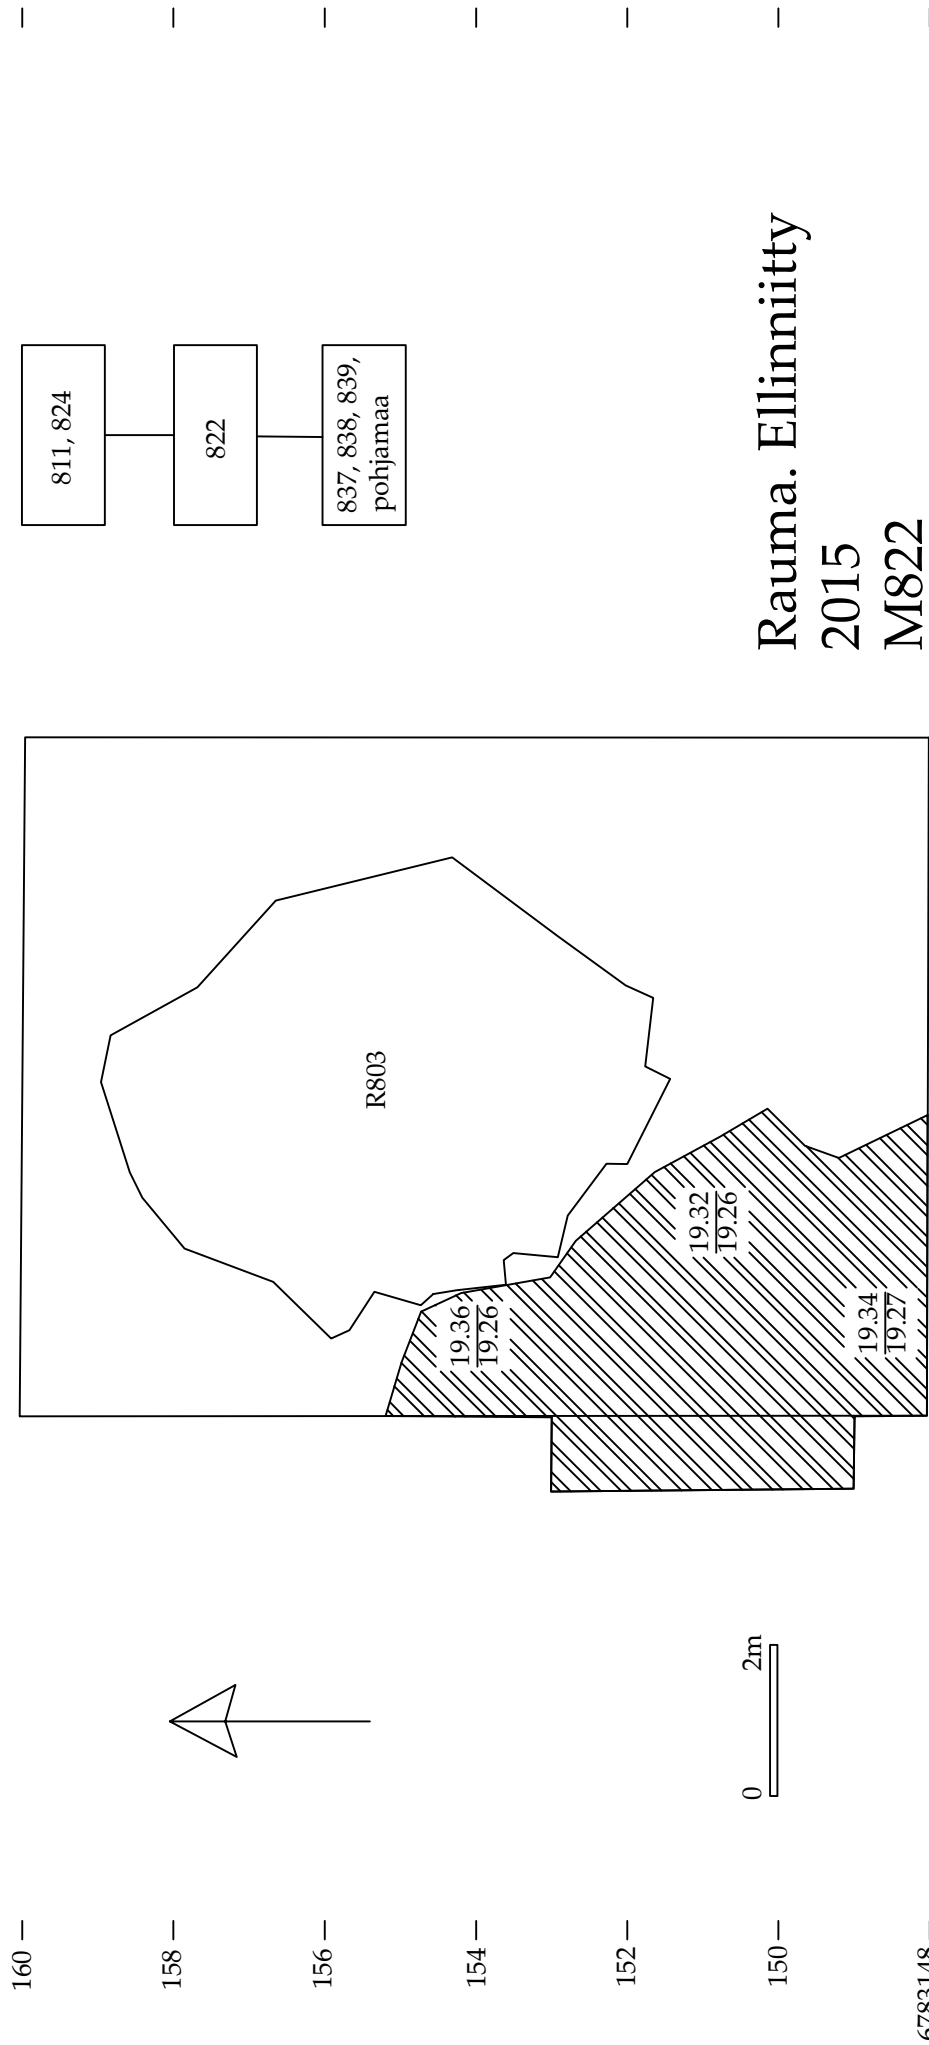 160
158
156
154
152
150
6783148
0 2m
R803
19.36
19.26
19.32
19.26
19.34
19.27
811, 824
822
837, 838, 839,
pohjamaa
Rauma. Ellinniitty
2015
M822